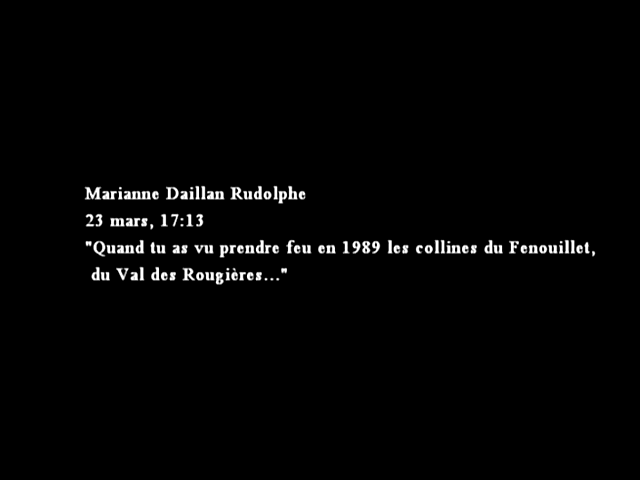 Marianne Daillan Rudolphe
23 mars, 17:13
"Quand tu as vu prendre feu en 1989 les collines du Fenouillet,
du Val des Rougières..."